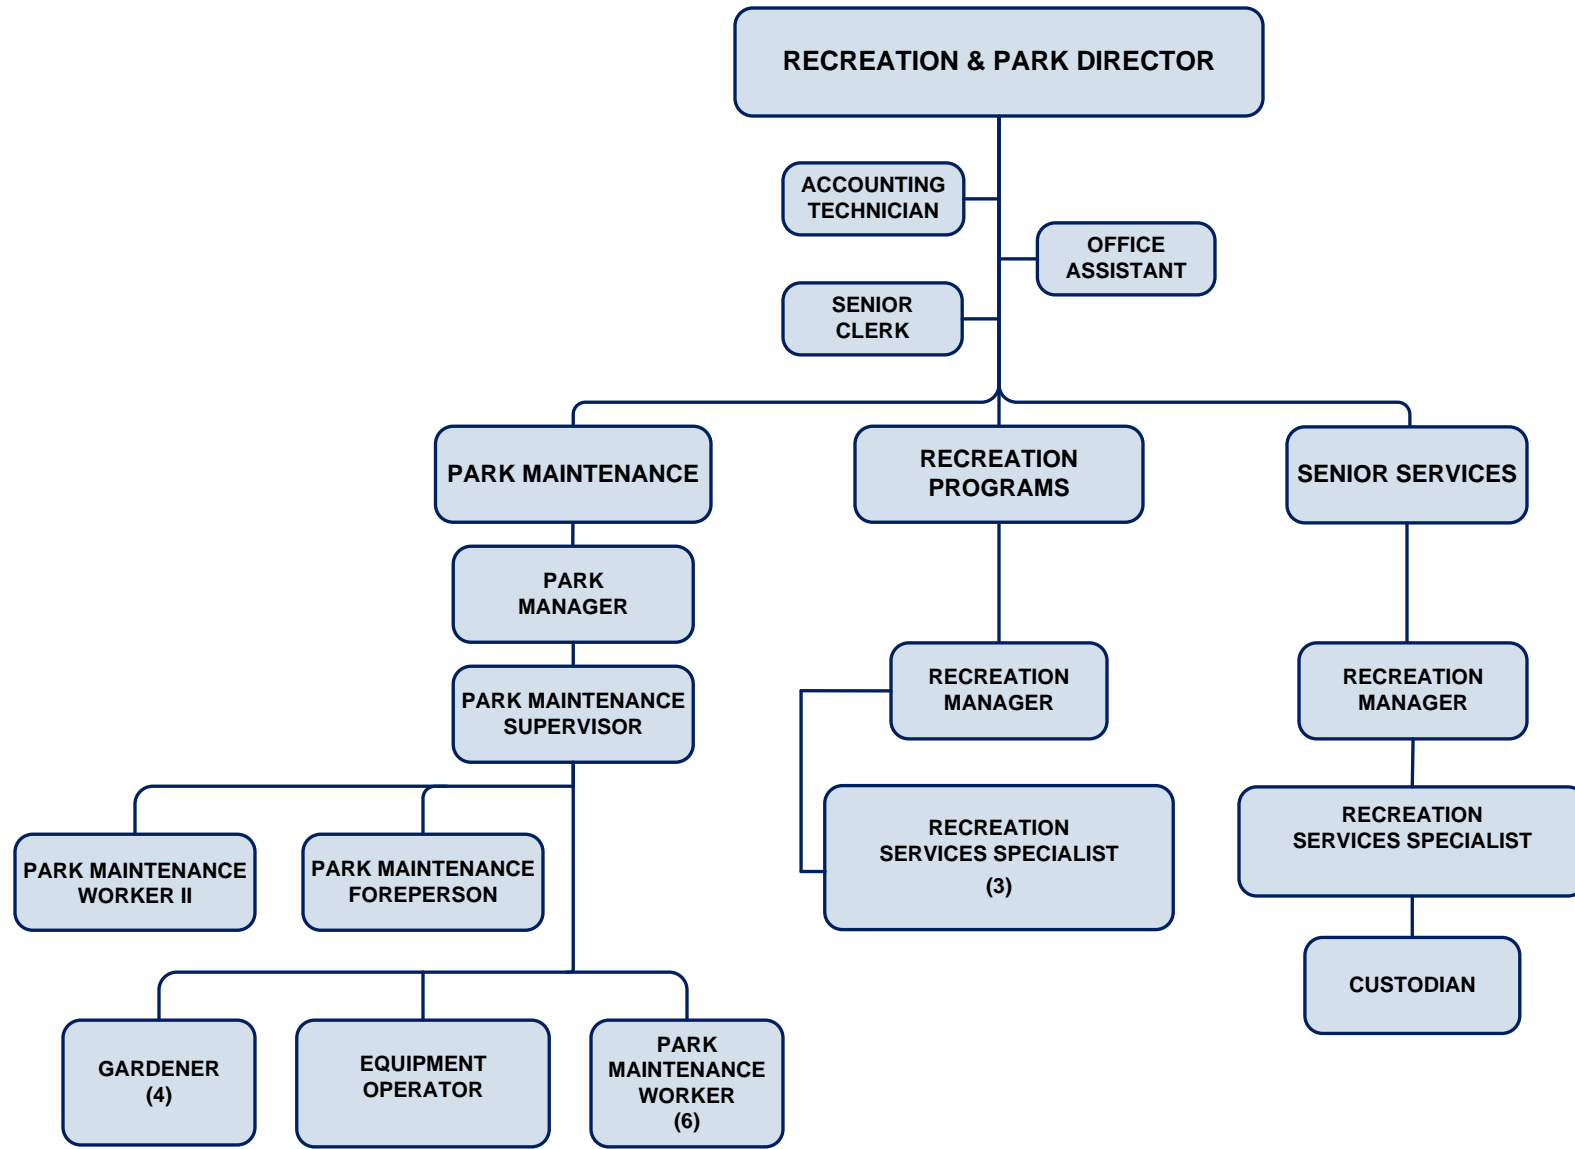 RECREATION & PARK DIRECTOR
ACCOUNTING
TECHNICIAN
OFFICE
ASSISTANT
SENIOR
CLERK
PARK MAINTENANCE
RECREATION
PROGRAMS
SENIOR SERVICES
PARK
MANAGER
PARK MAINTENANCE
SUPERVISOR
RECREATION
MANAGER
RECREATION
MANAGER
PARK MAINTENANCE
WORKER II
PARK MAINTENANCE
FOREPERSON
RECREATION
SERVICES SPECIALIST
(3)
RECREATION
SERVICES SPECIALIST
CUSTODIAN
GARDENER
(4)
EQUIPMENT
OPERATOR
PARK
MAINTENANCE
WORKER
(6)